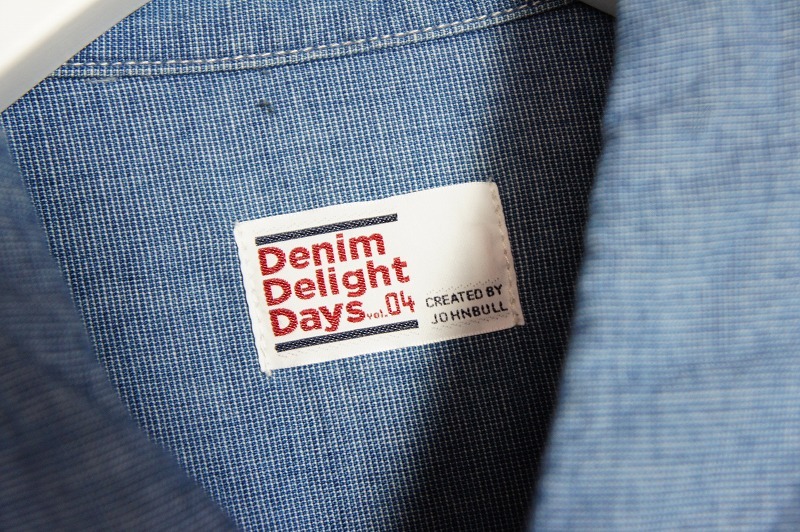 Denim
Delight
Days vol.04
CREATED BY
JOHNBULL